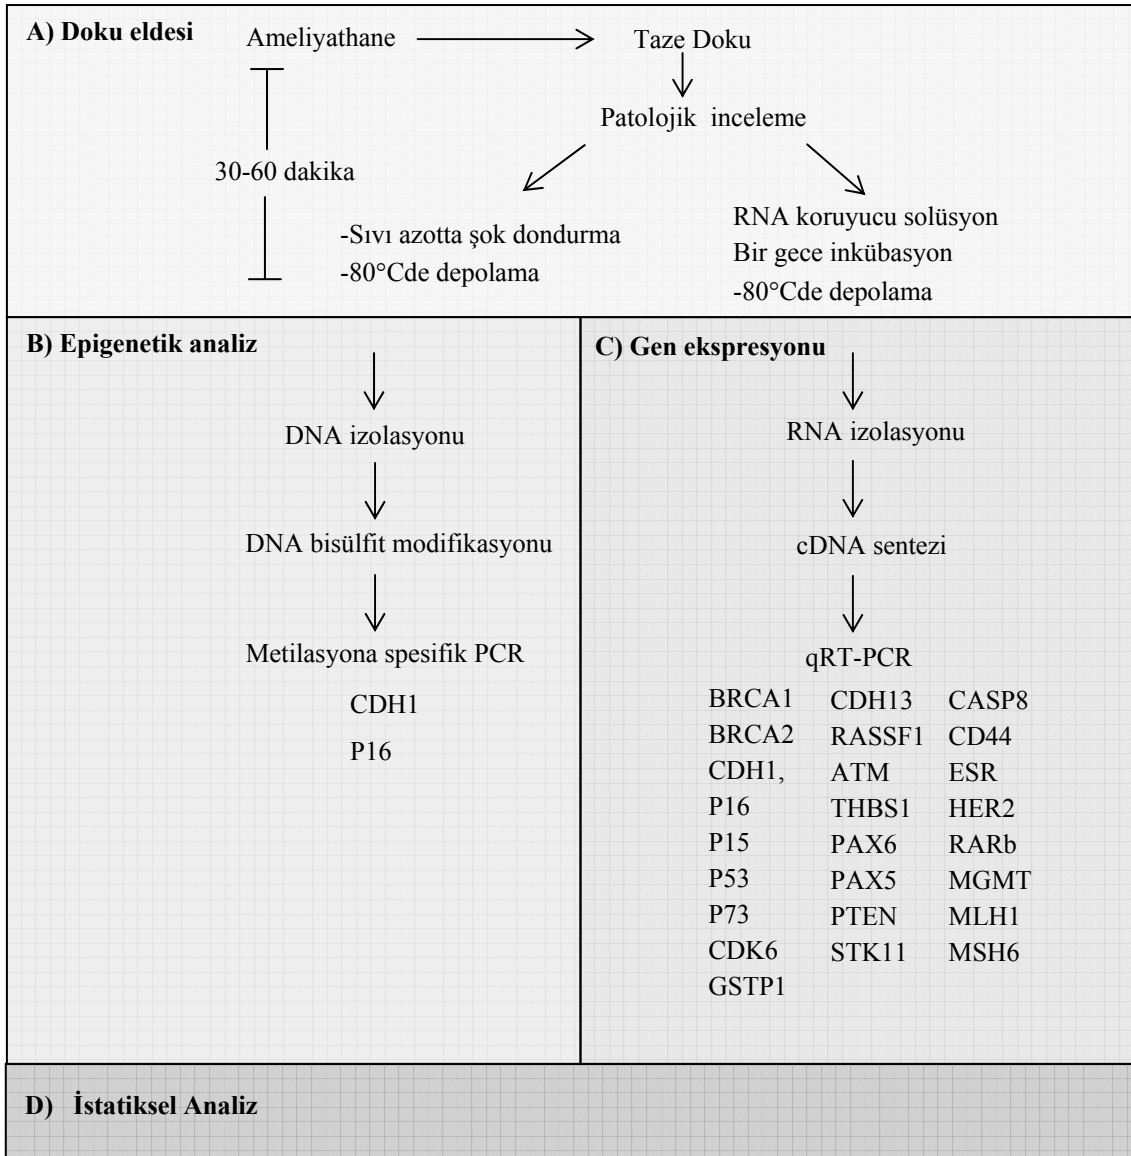 A) Doku eldesi
Ameliyathane
Taze Doku
Patolojik inceleme
30-60 dakika
-Sıvı azotta şok dondurma
-80°Cde depolama
RNA koruyucu solüsyon
Bir gece inkübasyon
-80°Cde depolama
B) Epigenetik analiz
DNA izolasyonu
DNA bisülfit modifikasyonu
Metilasyona spesifik PCR
CDH1
P16
C) Gen ekspresyonu
RNA izolasyonu
cDNA sentezi
qRT-PCR
BRCA1 CDH13 CASP8
BRCA2 RASSF1 CD44
CDH1, ATM ESR
P16 THBS1 HER2
P15 PAX6 RARb
P53 PAX5 MGMT
P73 PTEN MLH1
CDK6 STK11 MSH6
GSTP1
D) İstatiksel Analiz